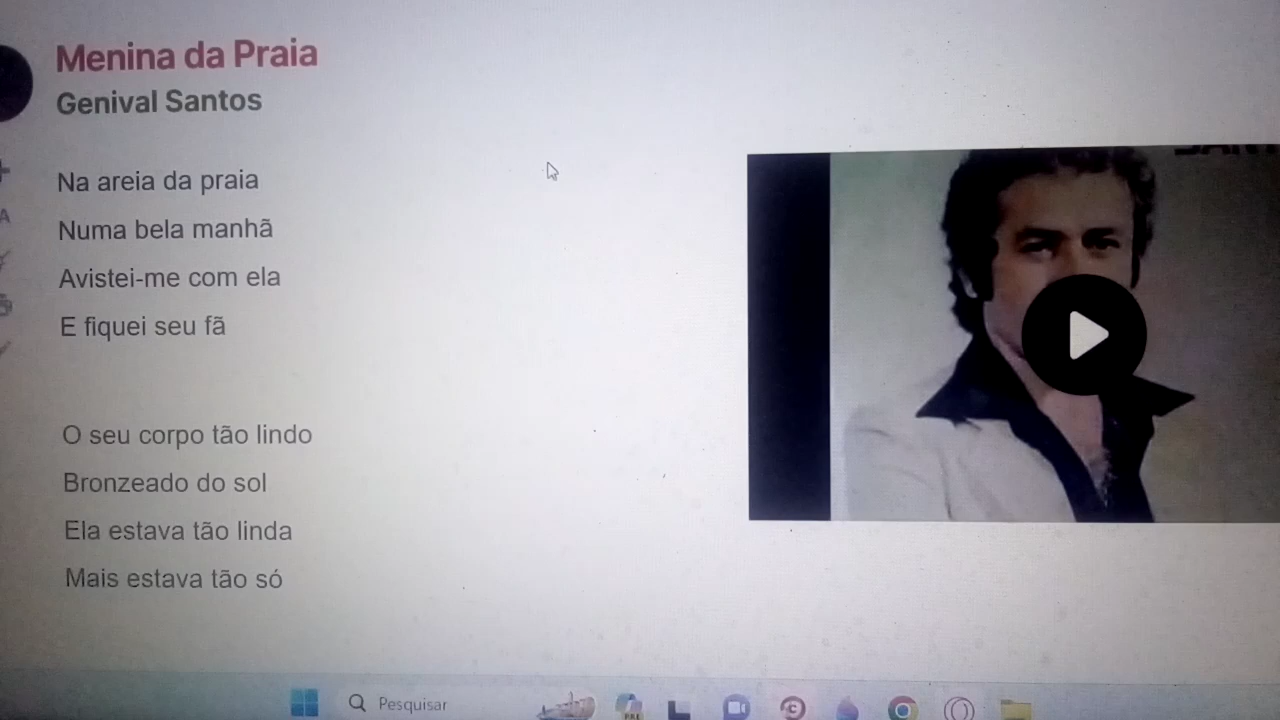 Menina da Praia
Genival Santos
Na areia da praia
Numa bela manhã
Avistei-me com ela
E fiquei seu fã
O seu corpo tão lindo
Bronzeado do sol
Ela estava tão linda
Mais estava tão só
Pesquisar